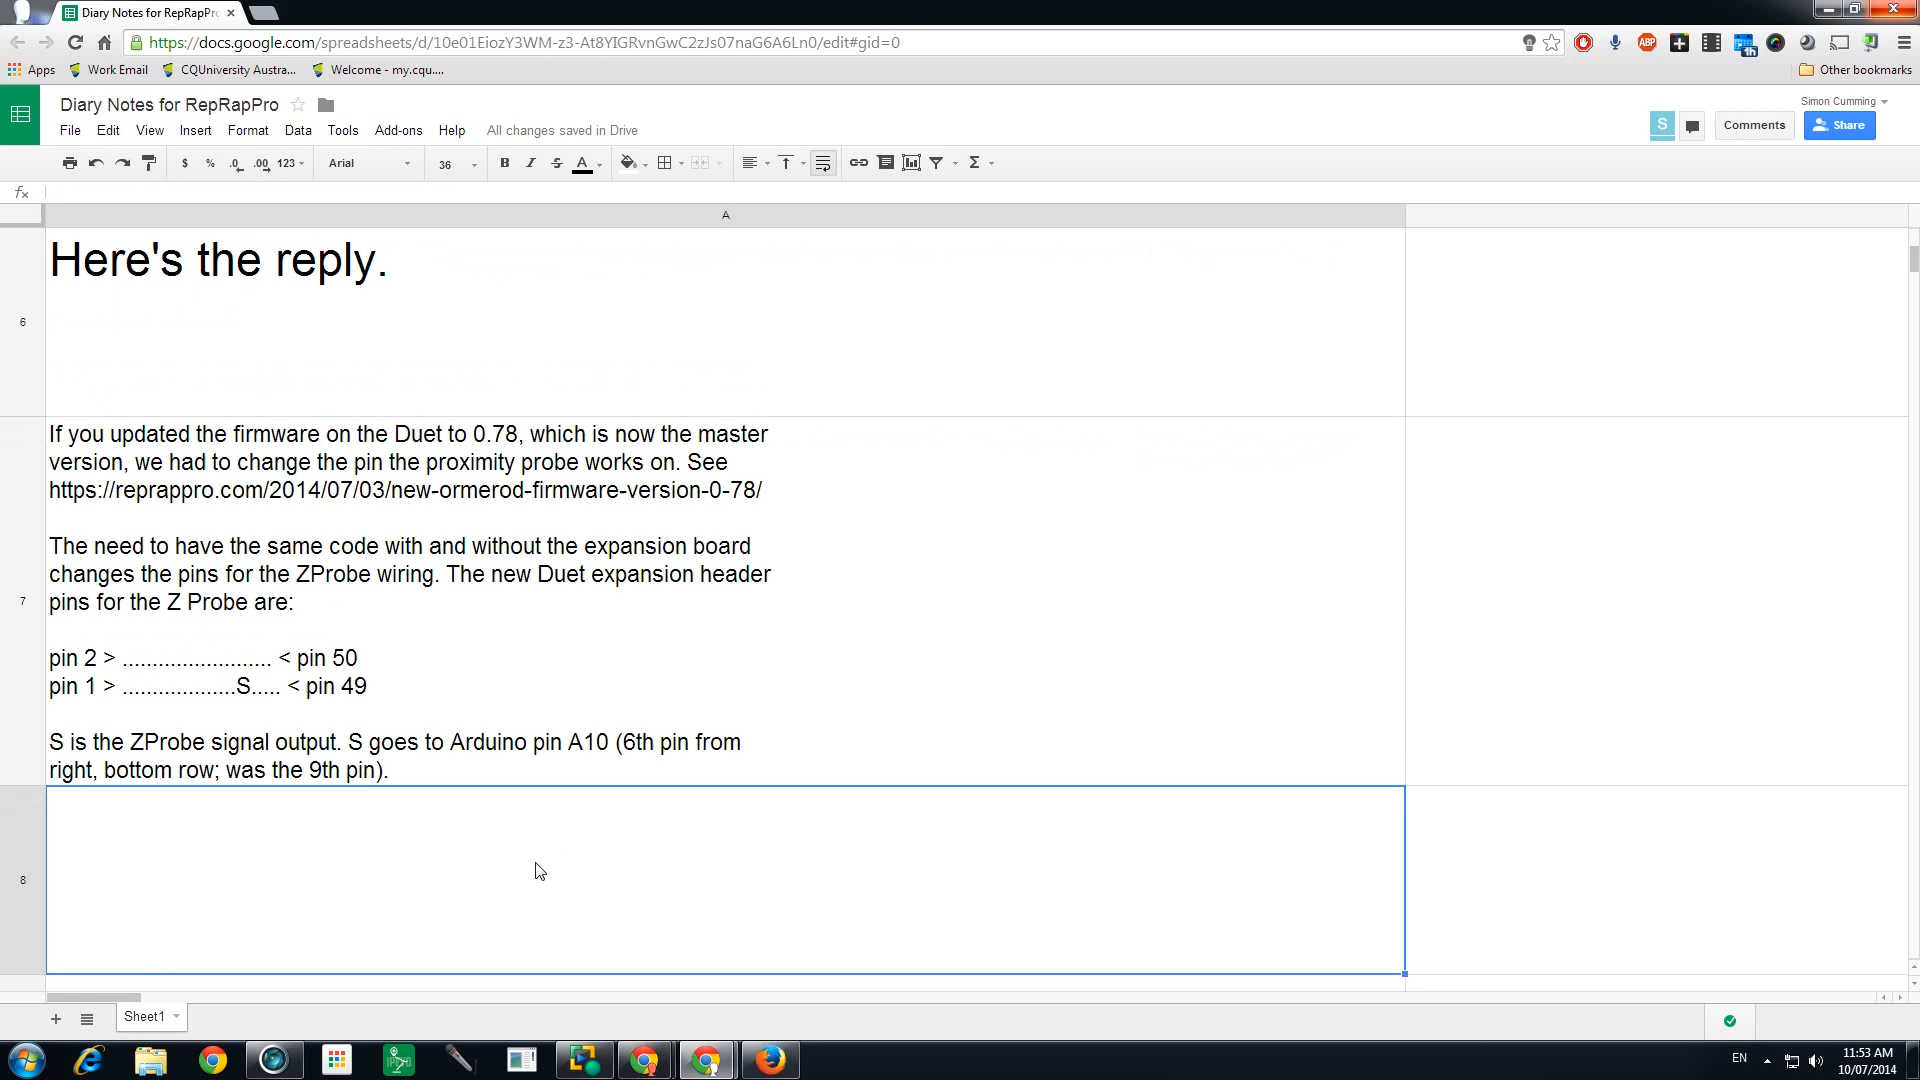 Diary Notes for RepRapPr
https://docs.google.com/spreadsheets/d/10e01EiozY3WM-z3-At8YIGRvnGwC2zJs07naG6A6Ln0/edit#gid=0
Apps Work Email CQUniversity Austra... Welcome - my.cqu.... Other bookmarks
Diary Notes for RepRapPro
Simon Cumming
File Edit View Insert Format Data Tools Add-ons Help All changes saved in Drive
S Comments Share
$ % .0 .00 123 Arial 36 B I S A Σ
fx
A
6
Here's the reply.
7
If you updated the firmware on the Duet to 0.78, which is now the master
version, we had to change the pin the proximity probe works on. See
https://reprappro.com/2014/07/03/new-ormerod-firmware-version-0-78/
The need to have the same code with and without the expansion board
changes the pins for the ZProbe wiring. The new Duet expansion header
pins for the Z Probe are:
pin 2 > ......................... < pin 50
pin 1 > ...................S..... < pin 49
S is the ZProbe signal output. S goes to Arduino pin A10 (6th pin from
right, bottom row; was the 9th pin).
8
Sheet1
EN
11:53 AM
10/07/2014